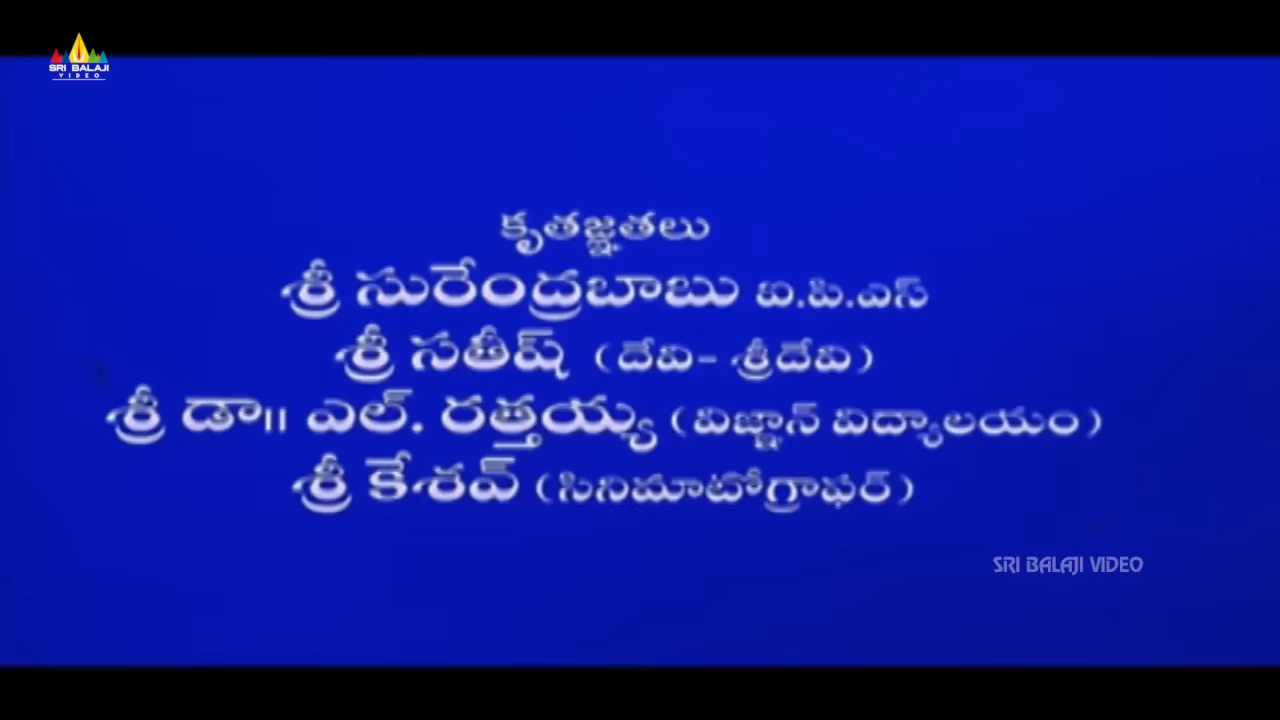 SRI BALAJI
VIDEO
కృతజ్ఞతలు
శ్రీ సురేంద్రబాబు ఐ.పి.ఎస్
శ్రీ సతీష్ (దేవి- శ్రీదేవి)
శ్రీ డా|| ఎల్. రత్తయ్య (విజ్ఞాన్ విద్యాలయం)
శ్రీ కేశవ్ (సినిమాటోగ్రాఫర్)
SRI BALAJI VIDEO